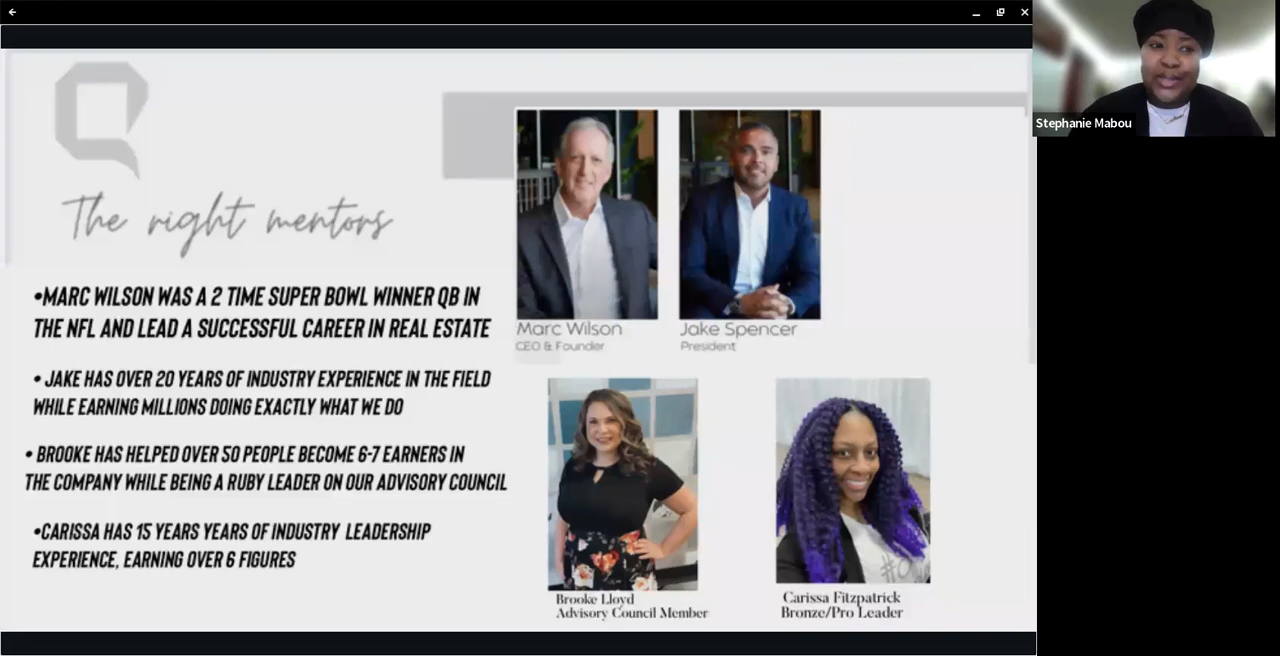 Stephanie Mabou
The right mentors
•MARC WILSON WAS A 2 TIME SUPER BOWL WINNER QB IN
THE NFL AND LEAD A SUCCESSFUL CAREER IN REAL ESTATE
• JAKE HAS OVER 20 YEARS OF INDUSTRY EXPERIENCE IN THE FIELD
WHILE EARNING MILLIONS DOING EXACTLY WHAT WE DO
• BROOKE HAS HELPED OVER 50 PEOPLE BECOME 6-7 EARNERS IN
THE COMPANY WHILE BEING A RUBY LEADER ON OUR ADVISORY COUNCIL
•CARISSA HAS 15 YEARS YEARS OF INDUSTRY LEADERSHIP
EXPERIENCE, EARNING OVER 6 FIGURES
Marc Wilson
CEO & Founder
Jake Spencer
President
Brooke Lloyd
Advisory Council Member
Carissa Fitzpatrick
Bronze/Pro Leader